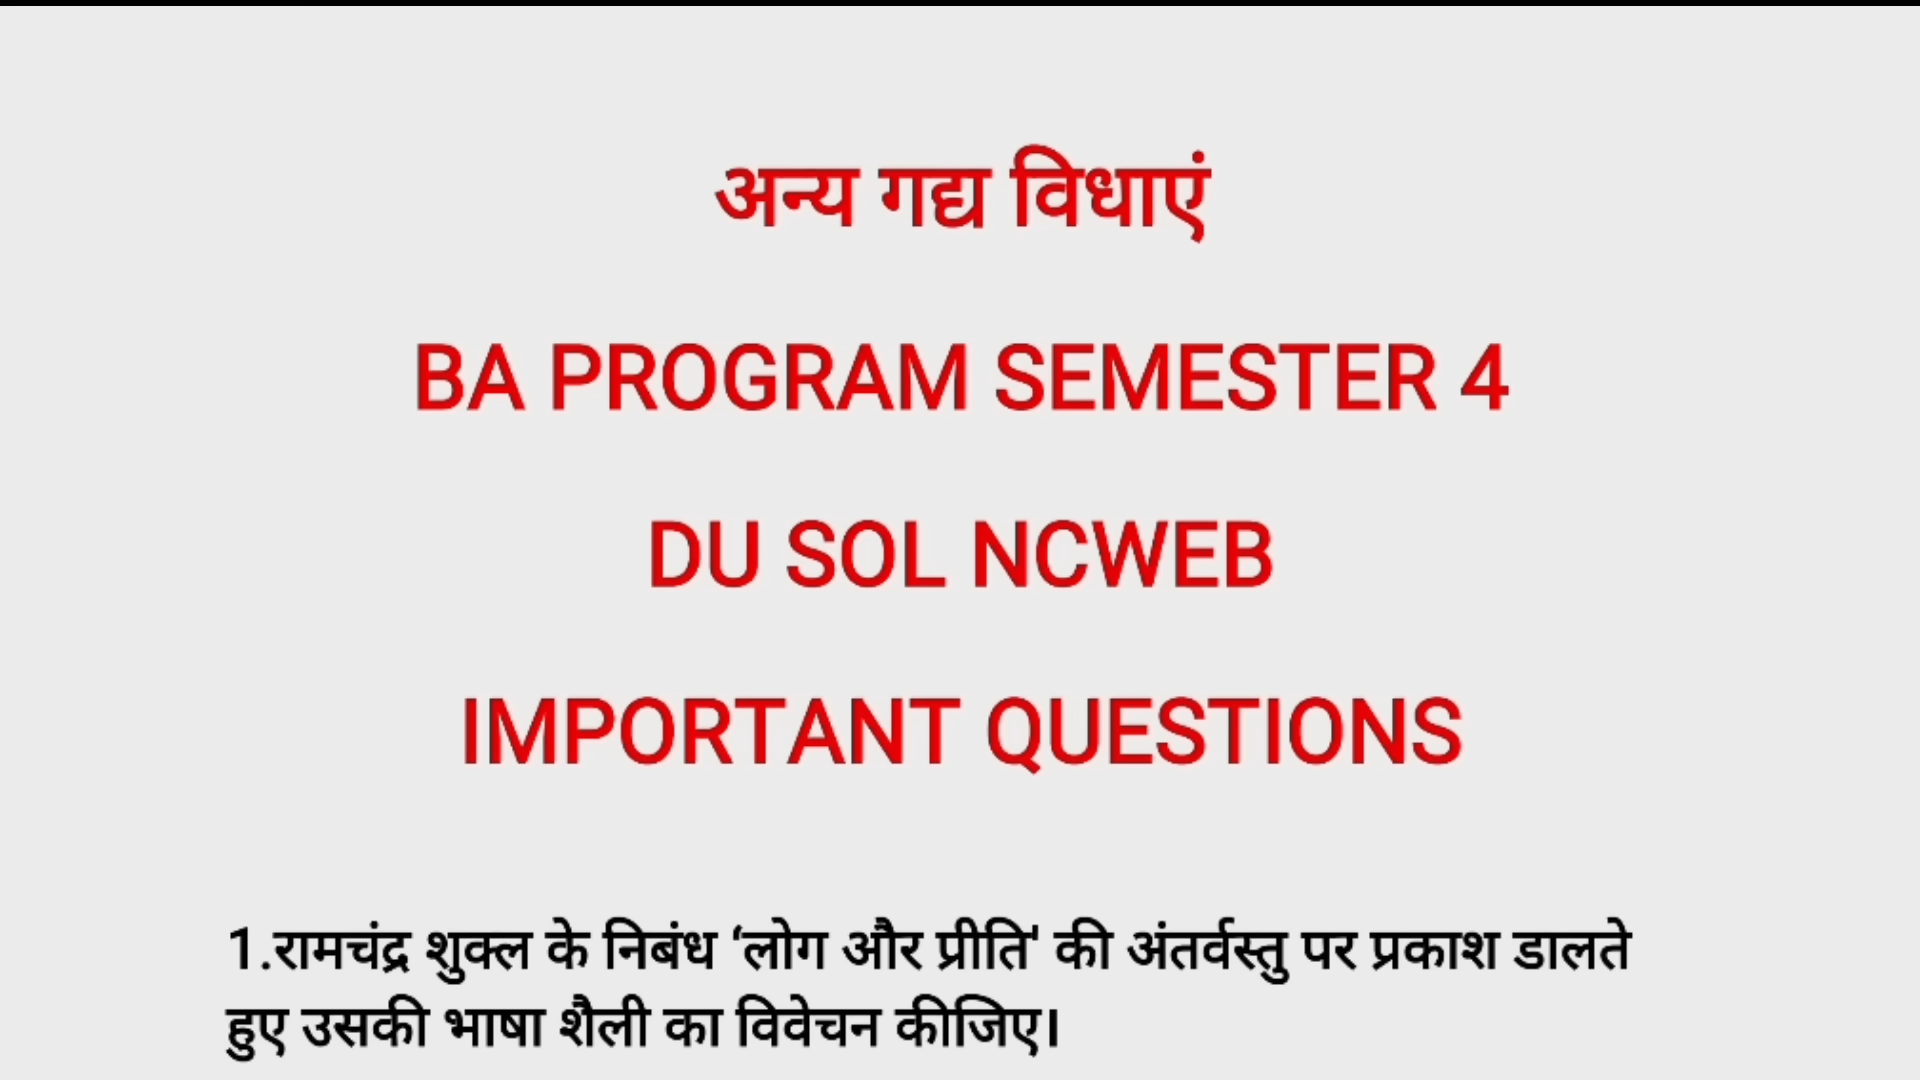 अन्य गद्य विधाएं
BA PROGRAM SEMESTER 4
DU SOL NCWEB
IMPORTANT QUESTIONS
1.रामचंद्र शुक्ल के निबंध ‘लोग और प्रीति' की अंतर्वस्तु पर प्रकाश डालते
हुए उसकी भाषा शैली का विवेचन कीजिए।